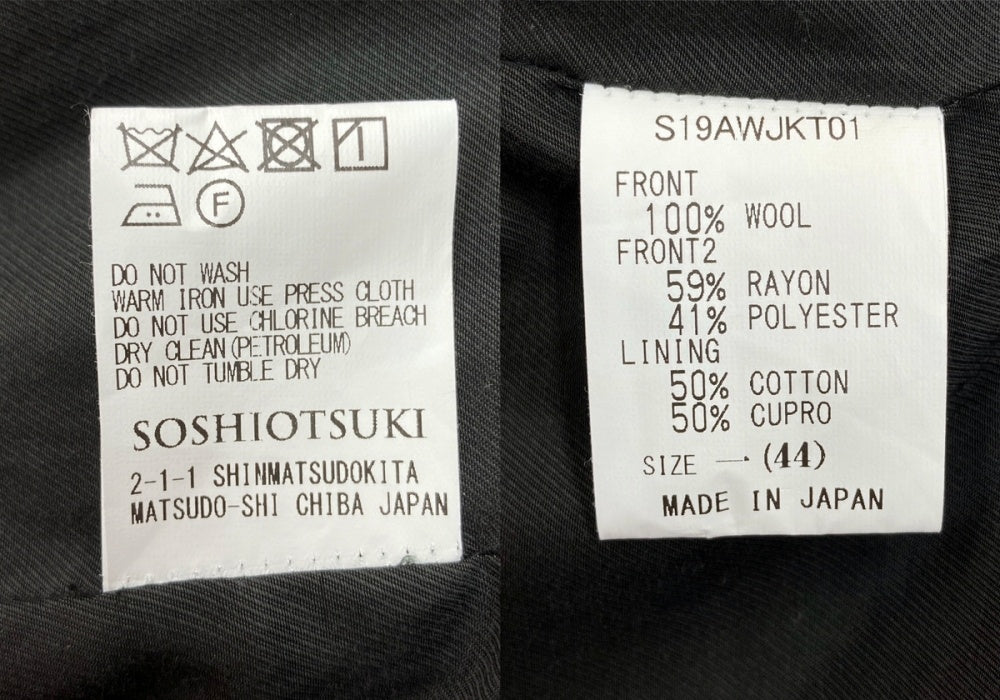 F
DO NOT WASH
WARM IRON USE PRESS CLOTH
DO NOT USE CHLORINE BREACH
DRY CLEAN(PETROLEUM)
DO NOT TUMBLE DRY
SOSHIOTSUKI
2-1-1 SHINMATSUDOKITA
MATSUDO-SHI CHIBA JAPAN
S19AWJKT01
FRONT
100% WOOL
FRONT2
59% RAYON
41% POLYESTER
LINING
50% COTTON
50% CUPRO
SIZE — (44)
MADE IN JAPAN